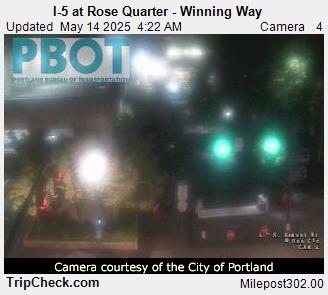 I-5 at Rose Quarter - Winning Way
Updated May 14 2025 4:22 AM Camera 4
PBOT
PORTLAND BUREAU OF TRANSPORTATION
Camera courtesy of the City of Portland
TripCheck.com Milepost302.00